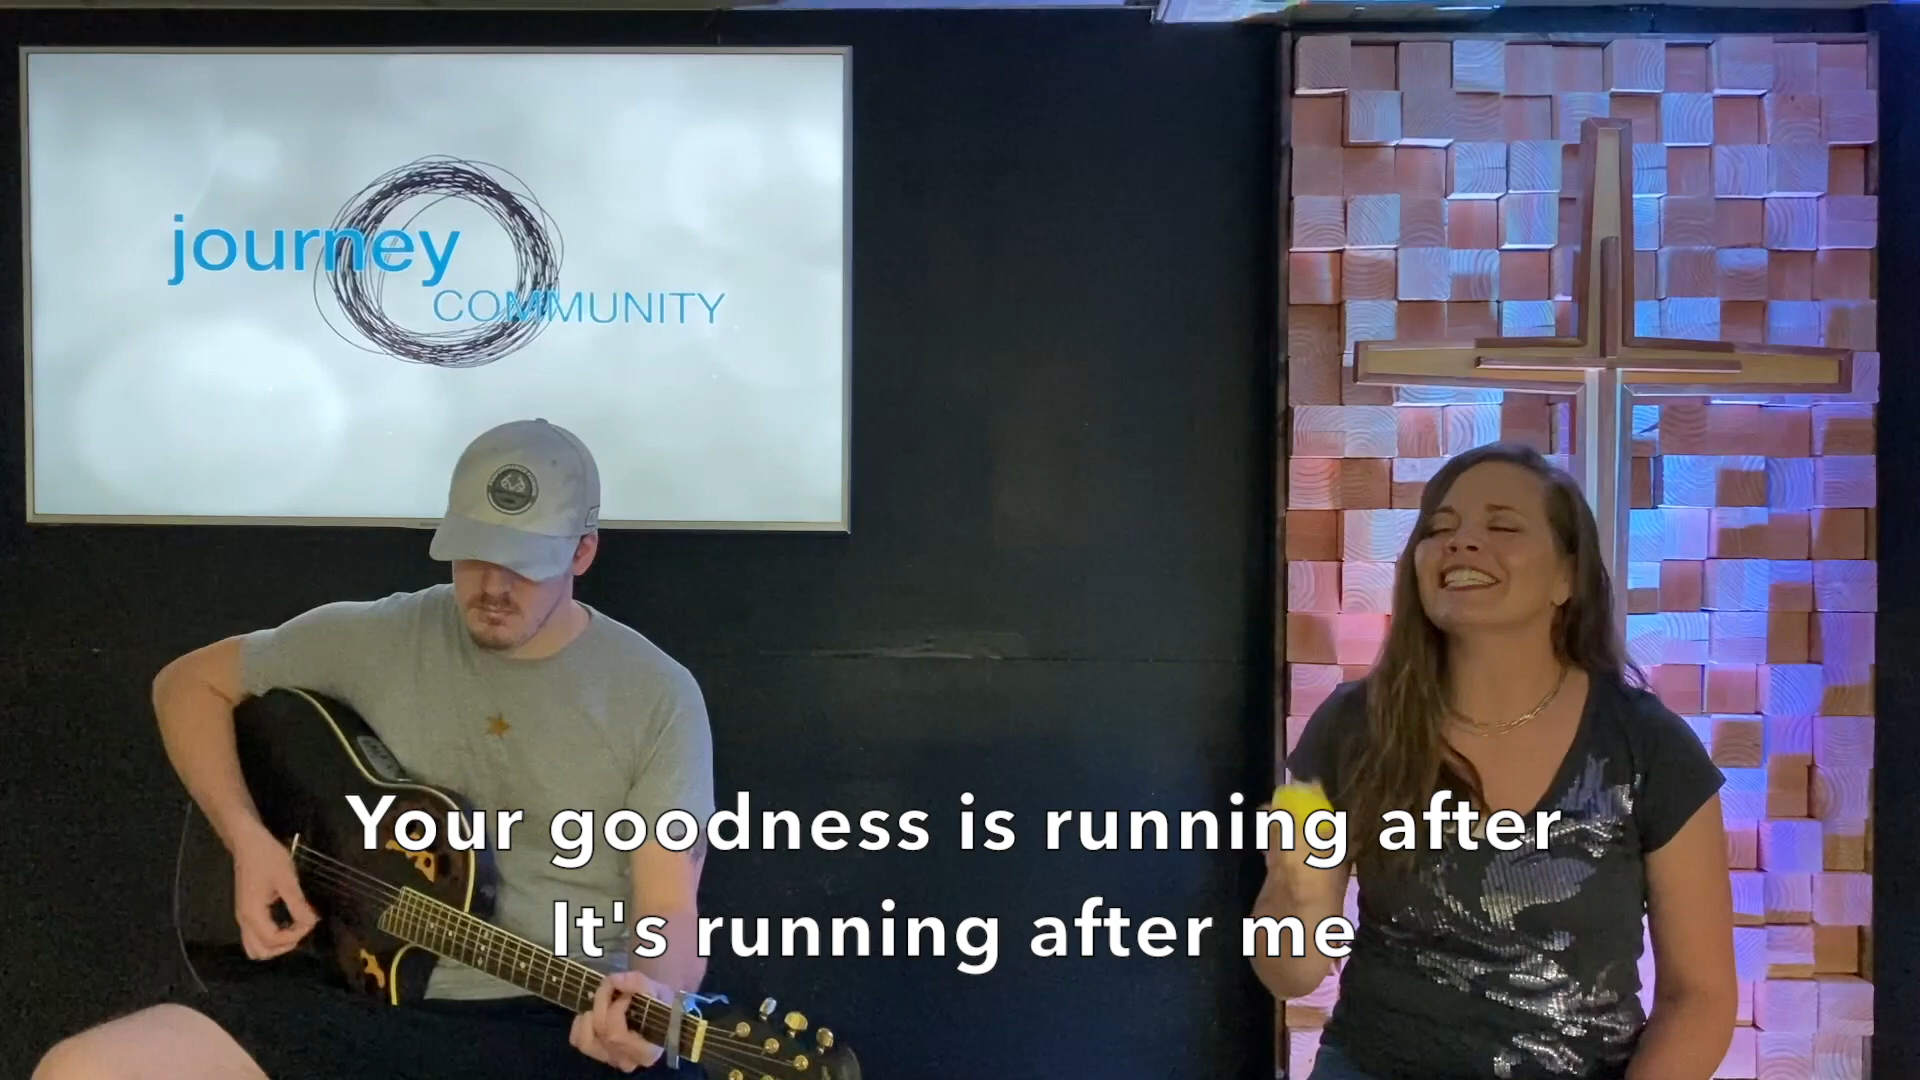 journey
COMMUNITY
Your goodness is running after
It's running after me